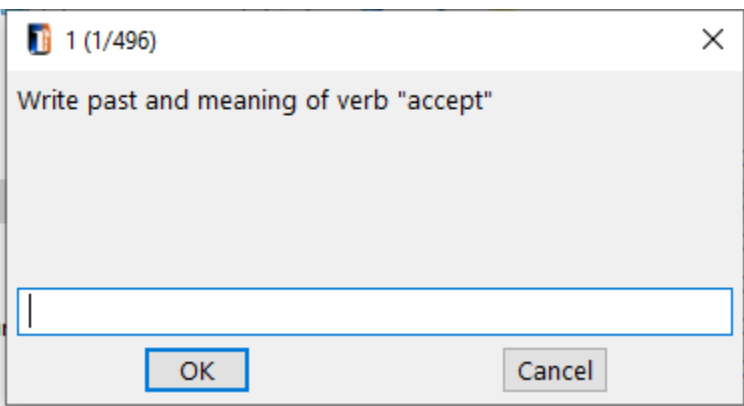 1 (1/496)
Write past and meaning of verb "accept"
OK
Cancel